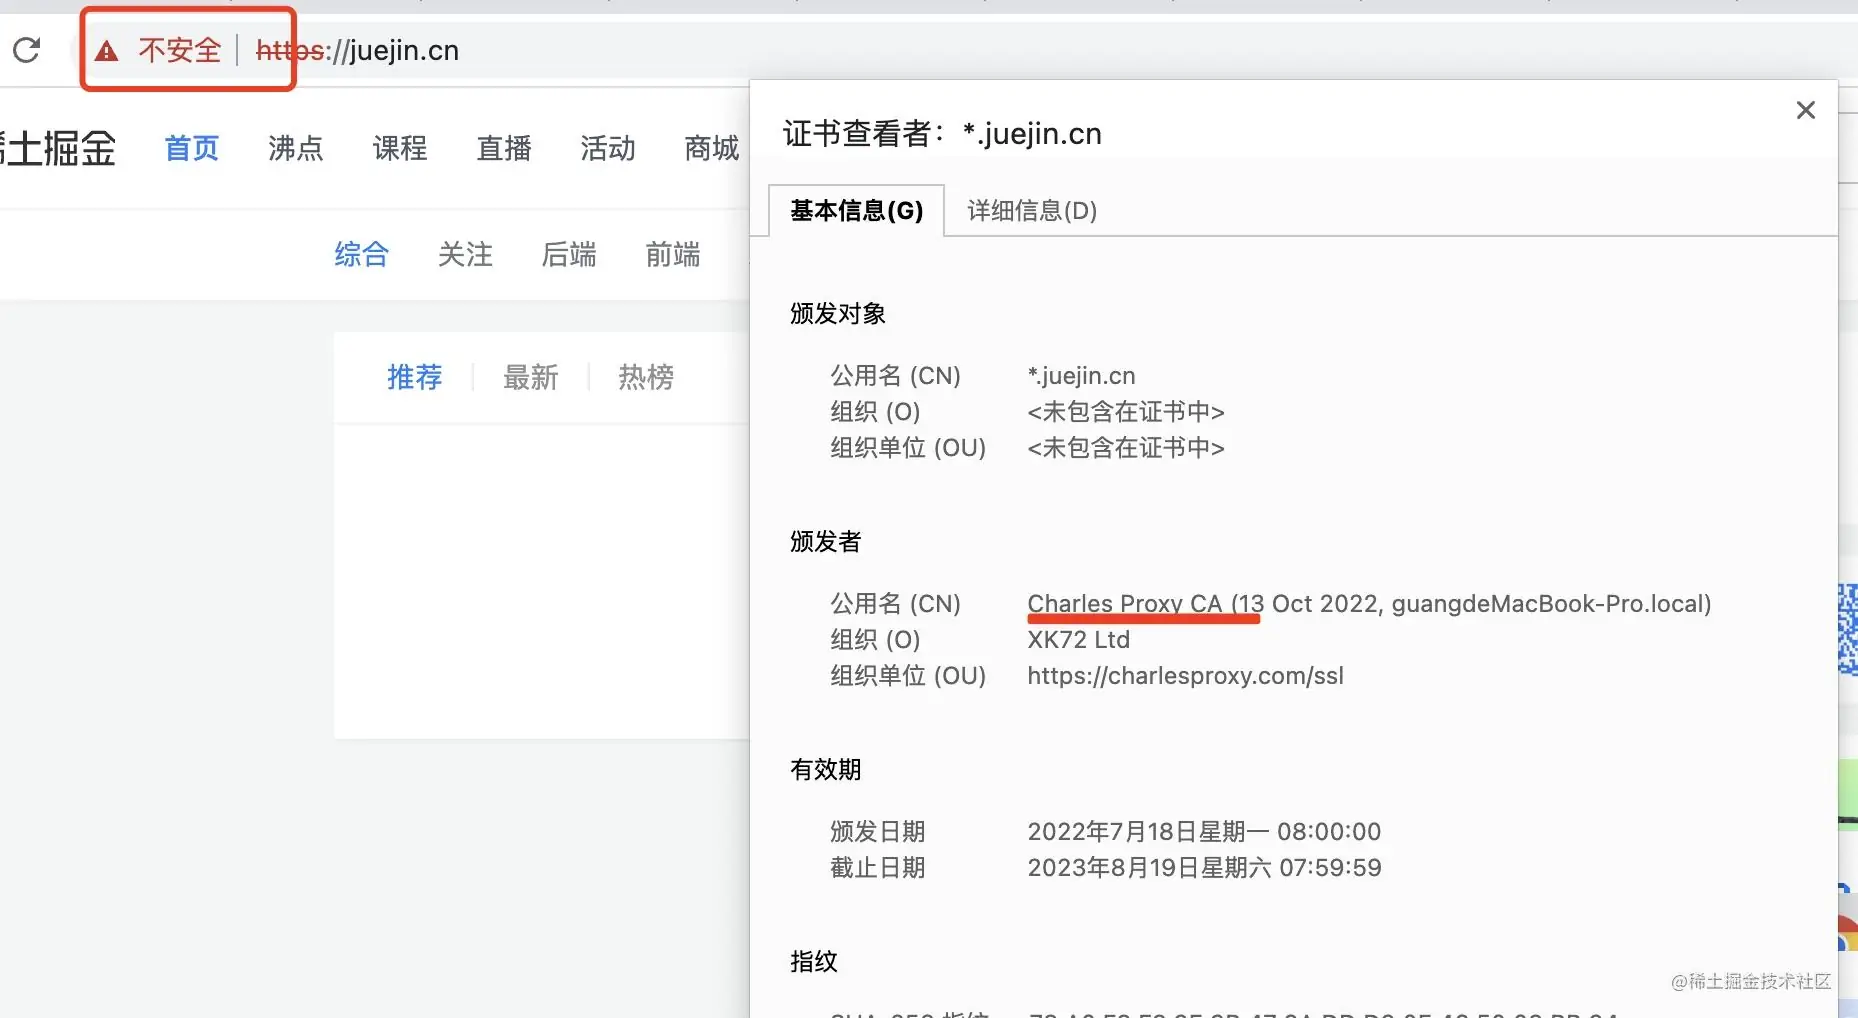 不安全 https://juejin.cn
土掘金 首页 沸点 课程 直播 活动 商城
综合 关注 后端 前端
推荐 最新 热榜
证书查看者：*.juejin.cn
基本信息(G) 详细信息(D)
颁发对象
公用名 (CN) *.juejin.cn
组织 (O) <未包含在证书中>
组织单位 (OU) <未包含在证书中>
颁发者
公用名 (CN) Charles Proxy CA (13 Oct 2022, guangdeMacBook-Pro.local)
组织 (O) XK72 Ltd
组织单位 (OU) https://charlesproxy.com/ssl
有效期
颁发日期 2022年7月18日星期一 08:00:00
截止日期 2023年8月19日星期六 07:59:59
指纹
@稀土掘金技术社区